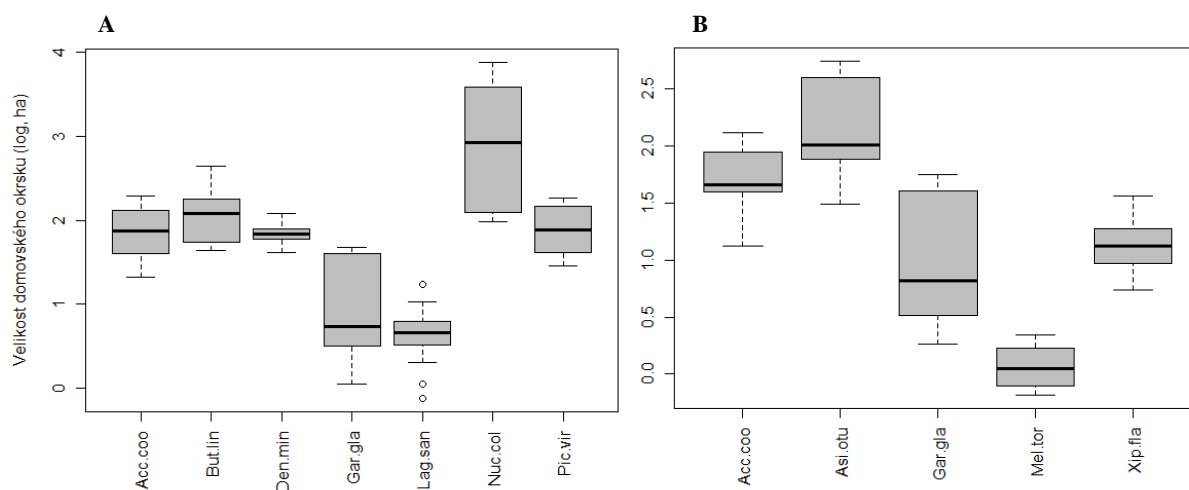 A
B
Velikost domovského okrsku (log, ha)
4
3
2
1
0
Acc.coo
But.lin
Den.min
Gar.gla
Lag.san
Nuc.col
Pic.vir
2.5
2.0
1.5
1.0
0.5
0.0
Acc.coo
Asi.otu
Gar.gla
Mel.tor
Xip.fla